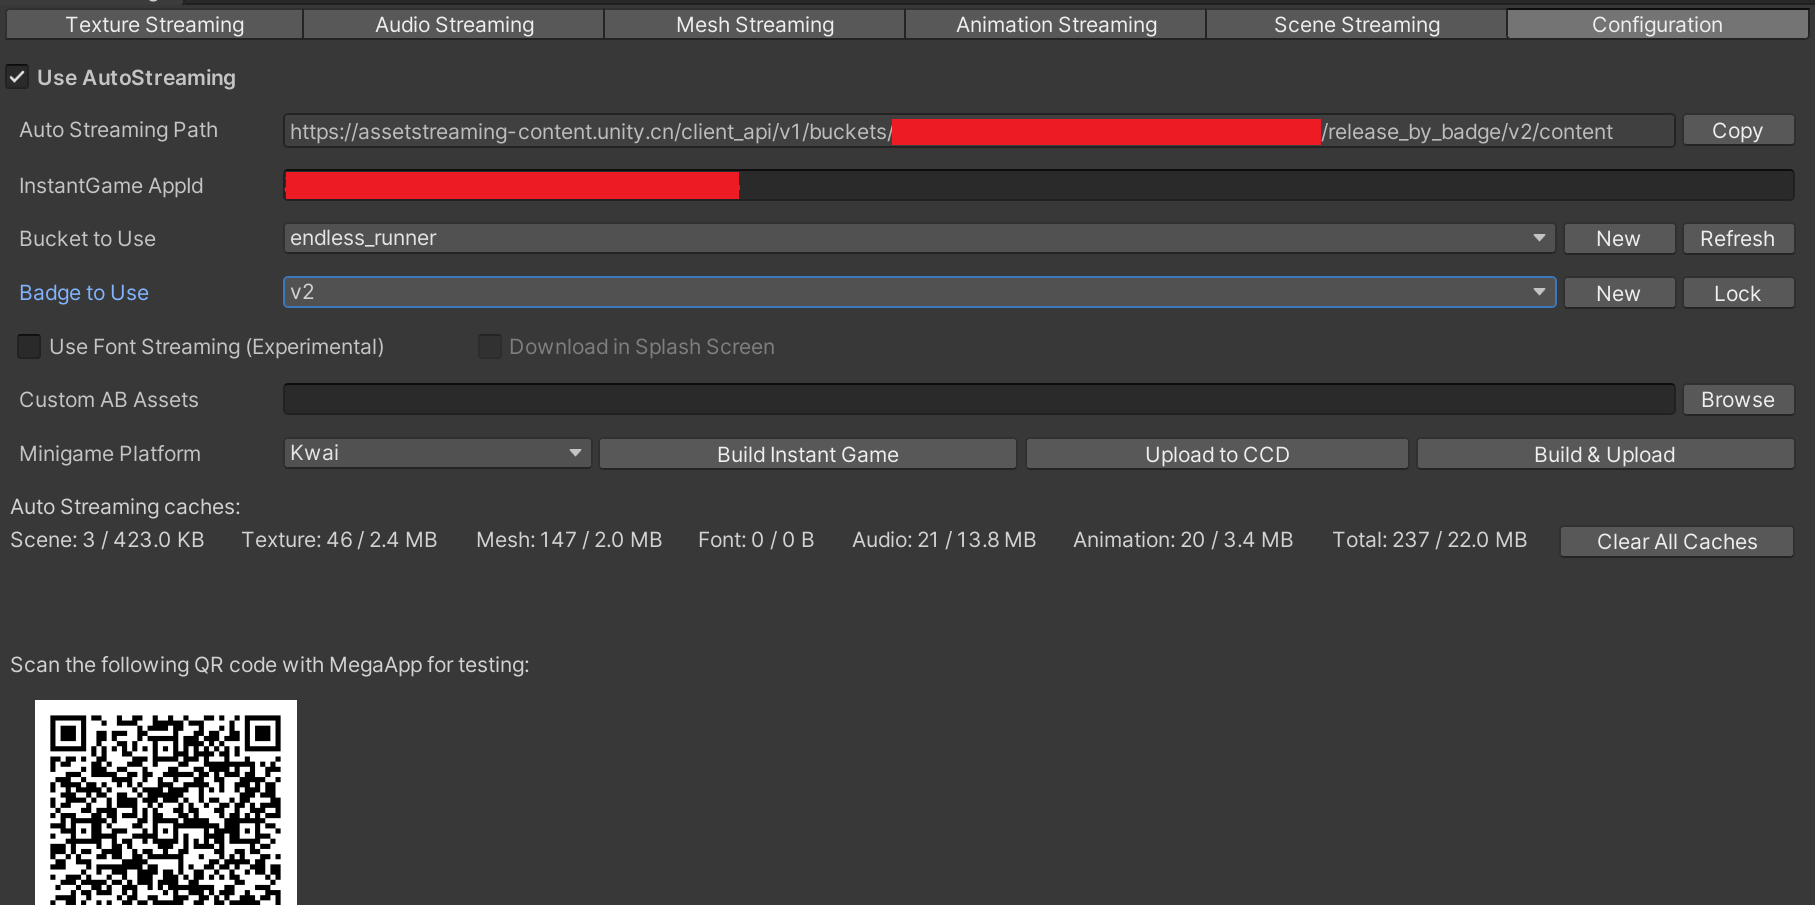 Texture Streaming Audio Streaming Mesh Streaming Animation Streaming Scene Streaming Configuration
Use AutoStreaming
Auto Streaming Path https://assetstreaming-content.unity.cn/client_api/v1/buckets/ /release_by_badge/v2/content Copy
InstantGame AppId
Bucket to Use endless_runner New Refresh
Badge to Use v2 New Lock
Use Font Streaming (Experimental) Download in Splash Screen
Custom AB Assets Browse
Minigame Platform Kwai Build Instant Game Upload to CCD Build & Upload
Auto Streaming caches:
Scene: 3 / 423.0 KB Texture: 46 / 2.4 MB Mesh: 147 / 2.0 MB Font: 0 / 0 B Audio: 21 / 13.8 MB Animation: 20 / 3.4 MB Total: 237 / 22.0 MB Clear All Caches
Scan the following QR code with MegaApp for testing: